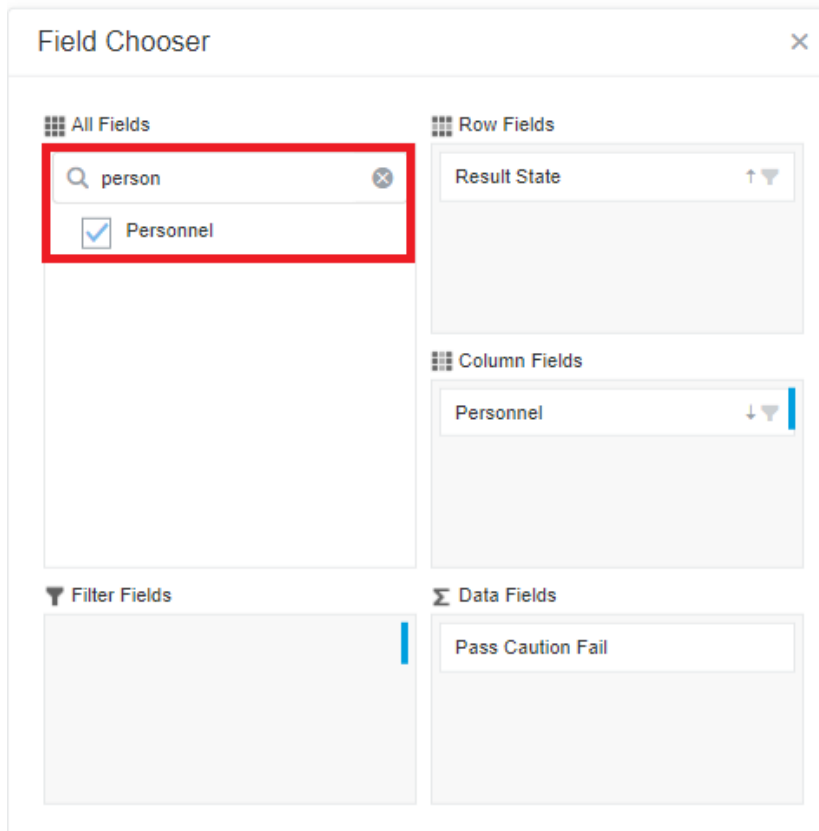 Field Chooser
All Fields
person
Personnel
Row Fields
Result State
Column Fields
Personnel
Filter Fields
Data Fields
Pass Caution Fail